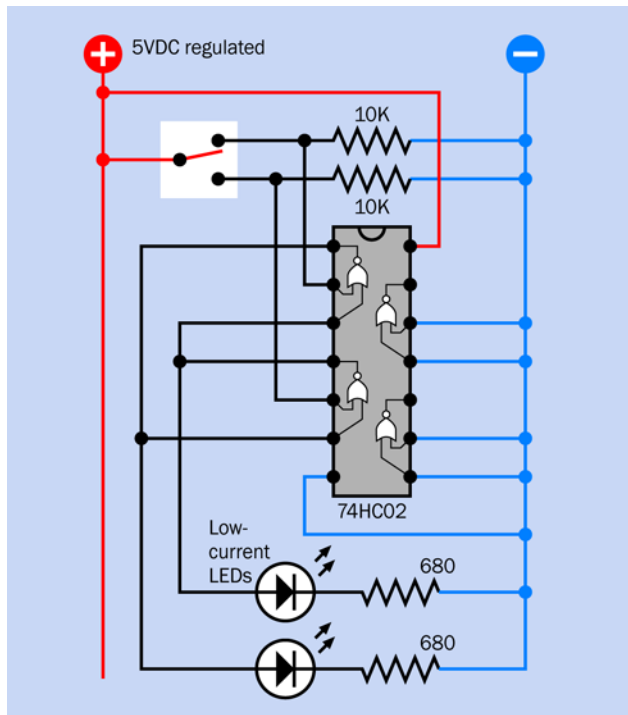 5VDC regulated
10K
10K
74HC02
Low-
current
LEDs
680
680